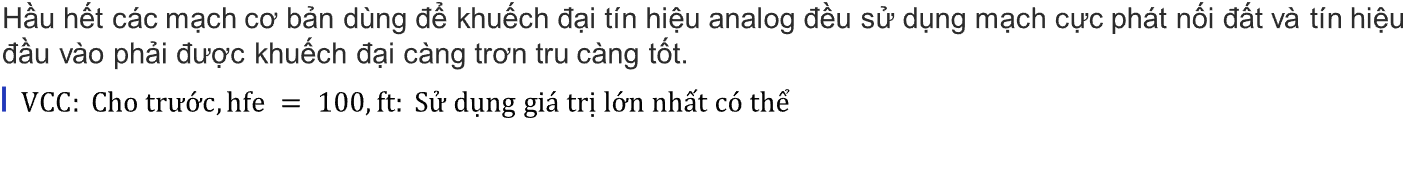 Hầu hết các mạch cơ bản dùng để khuếch đại tín hiệu analog đều sử dụng mạch cực phát nối đất và tín hiệu
đầu vào phải được khuếch đại càng trơn tru càng tốt.
VCC: Cho trước, hfe = 100, ft: Sử dụng giá trị lớn nhất có thể